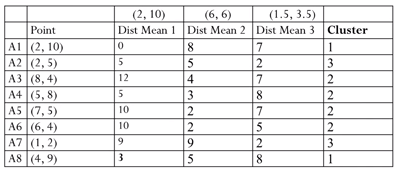 (2, 10) (6, 6) (1.5, 3.5)
Point Dist Mean 1 Dist Mean 2 Dist Mean 3 Cluster
A1 (2, 10) 0 8 7 1
A2 (2, 5) 5 5 2 3
A3 (8, 4) 12 4 7 2
A4 (5, 8) 5 3 8 2
A5 (7, 5) 10 2 7 2
A6 (6, 4) 10 2 5 2
A7 (1, 2) 9 9 2 3
A8 (4, 9) 3 5 8 1